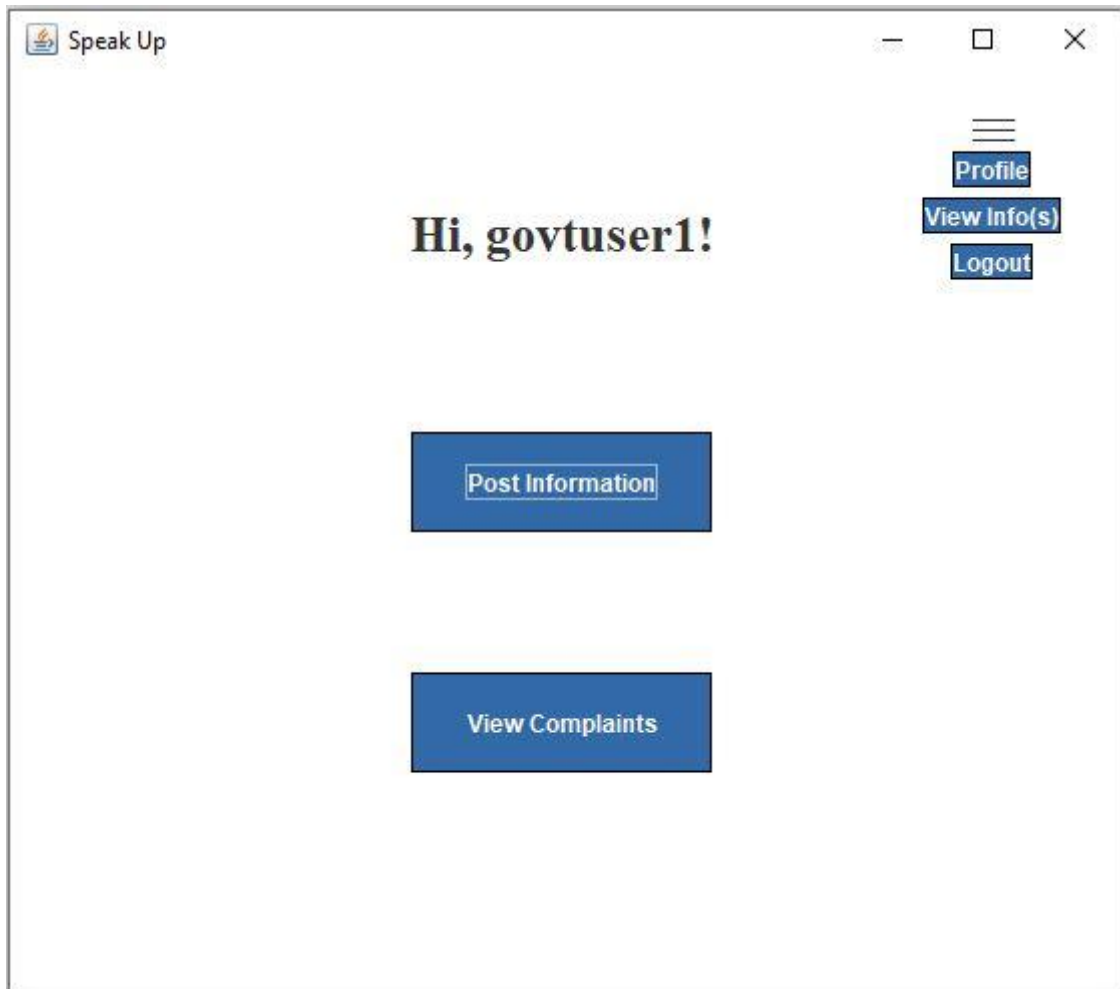 Speak Up
Profile
View Info(s)
Logout
Hi, govtuser1!
Post Information
View Complaints